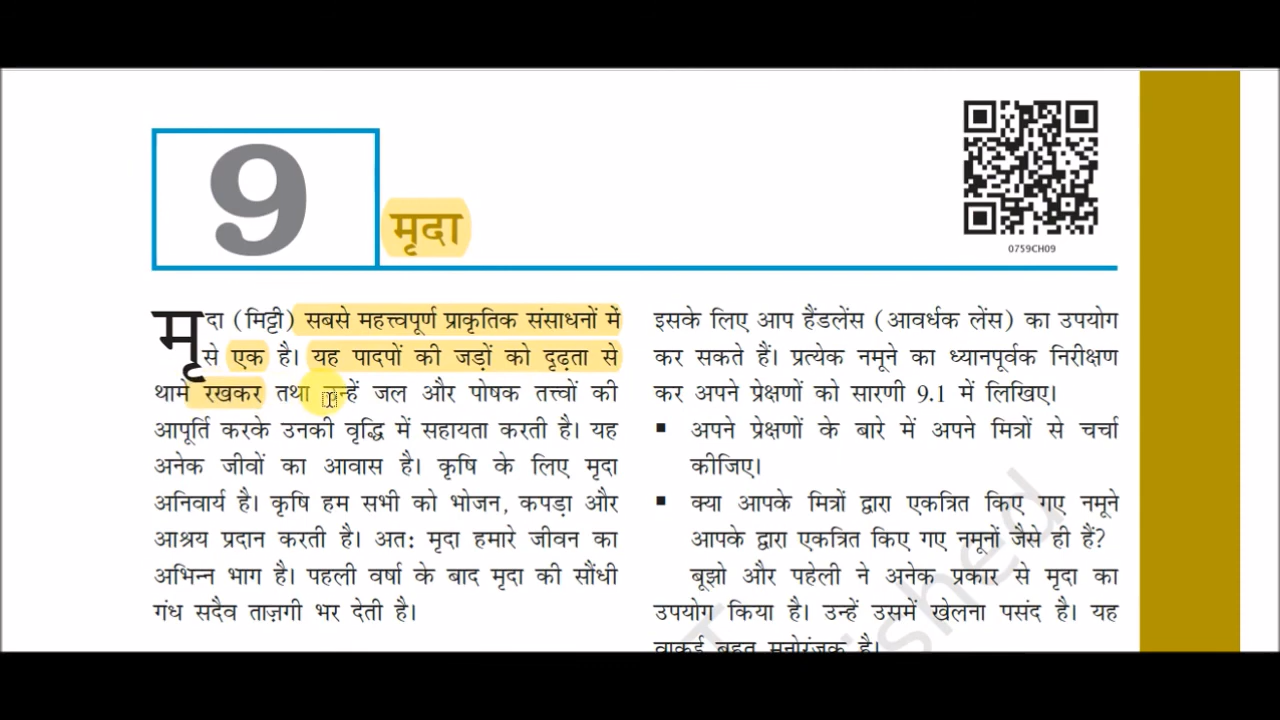 9
मृदा
0759CH09
मृदा (मिट्टी) सबसे महत्त्वपूर्ण प्राकृतिक संसाधनों में
से एक है। यह पादपों की जड़ों को दृढ़ता से
थामे रखकर तथा उन्हें जल और पोषक तत्त्वों की
आपूर्ति करके उनकी वृद्धि में सहायता करती है। यह
अनेक जीवों का आवास है। कृषि के लिए मृदा
अनिवार्य है। कृषि हम सभी को भोजन, कपड़ा और
आश्रय प्रदान करती है। अत: मृदा हमारे जीवन का
अभिन्न भाग है। पहली वर्षा के बाद मृदा की सौंधी
गंध सदैव ताज़गी भर देती है।
इसके लिए आप हैंडलेंस (आवर्धक लेंस) का उपयोग
कर सकते हैं। प्रत्येक नमूने का ध्यानपूर्वक निरीक्षण
कर अपने प्रेक्षणों को सारणी 9.1 में लिखिए।
▪ अपने प्रेक्षणों के बारे में अपने मित्रों से चर्चा
कीजिए।
▪ क्या आपके मित्रों द्वारा एकत्रित किए गए नमूने
आपके द्वारा एकत्रित किए गए नमूनों जैसे ही हैं?
बूझो और पहेली ने अनेक प्रकार से मृदा का
उपयोग किया है। उन्हें उसमें खेलना पसंद है। यह
वाकई बहुत मनोरंजक है।